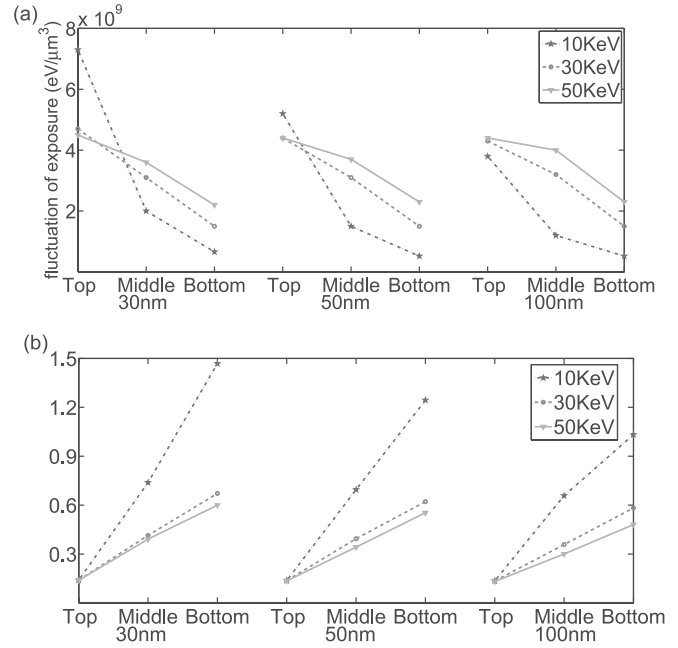 (a)
8 x 10^9
6
4
2
fluctuation of exposure (eV/μm³)
10KeV
30KeV
50KeV
Top Middle Bottom Top Middle Bottom Top Middle Bottom
30nm 50nm 100nm
(b)
1.5
1.2
0.9
0.6
0.3
10KeV
30KeV
50KeV
Top Middle Bottom Top Middle Bottom Top Middle Bottom
30nm 50nm 100nm